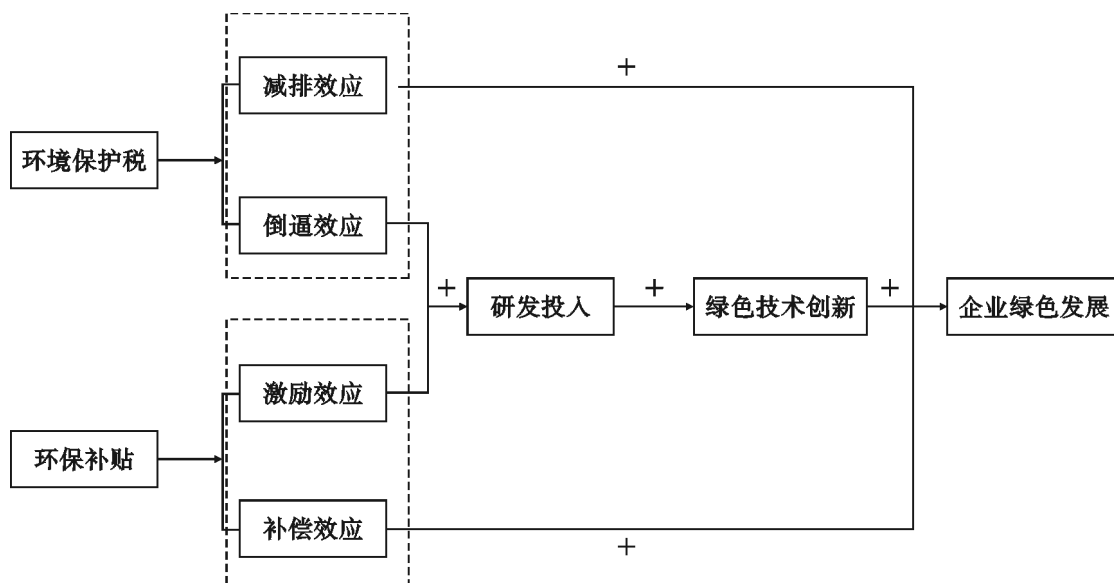 减排效应
+
环境保护税
倒逼效应
+
研发投入
+
绿色技术创新
+
企业绿色发展
激励效应
环保补贴
补偿效应
+